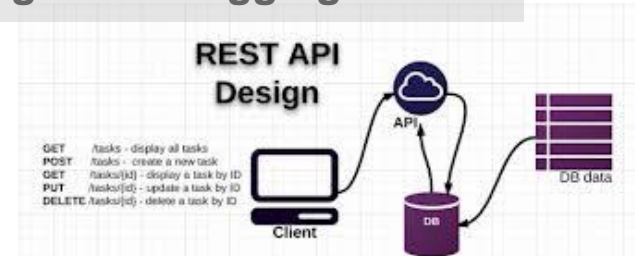 REST API
Design
API
GET /tasks - display all tasks
POST /tasks - create a new task
GET /tasks/{id} - display a task by ID
PUT /tasks/{id} - update a task by ID
DELETE /tasks/{id} - delete a task by ID
Client
DB
DB data